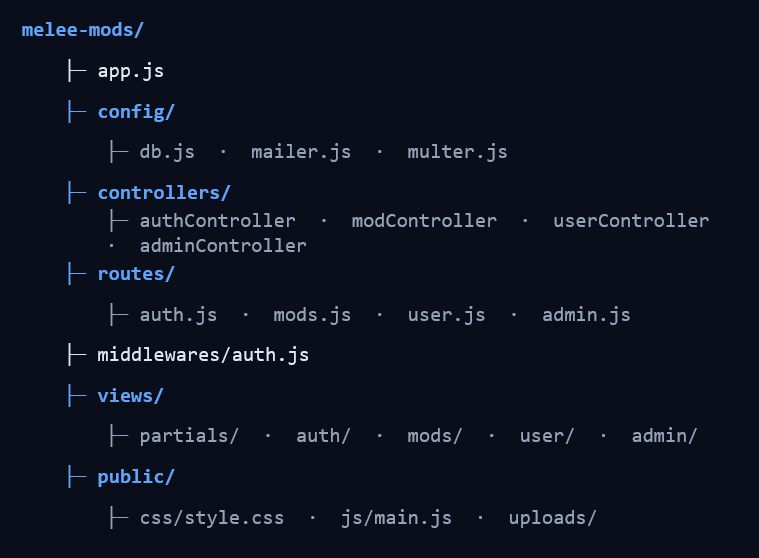 melee-mods/
├─ app.js
├─ config/
├─ db.js · mailer.js · multer.js
├─ controllers/
├─ authController · modController · userController
· adminController
├─ routes/
├─ auth.js · mods.js · user.js · admin.js
├─ middlewares/auth.js
├─ views/
├─ partials/ · auth/ · mods/ · user/ · admin/
├─ public/
├─ css/style.css · js/main.js · uploads/